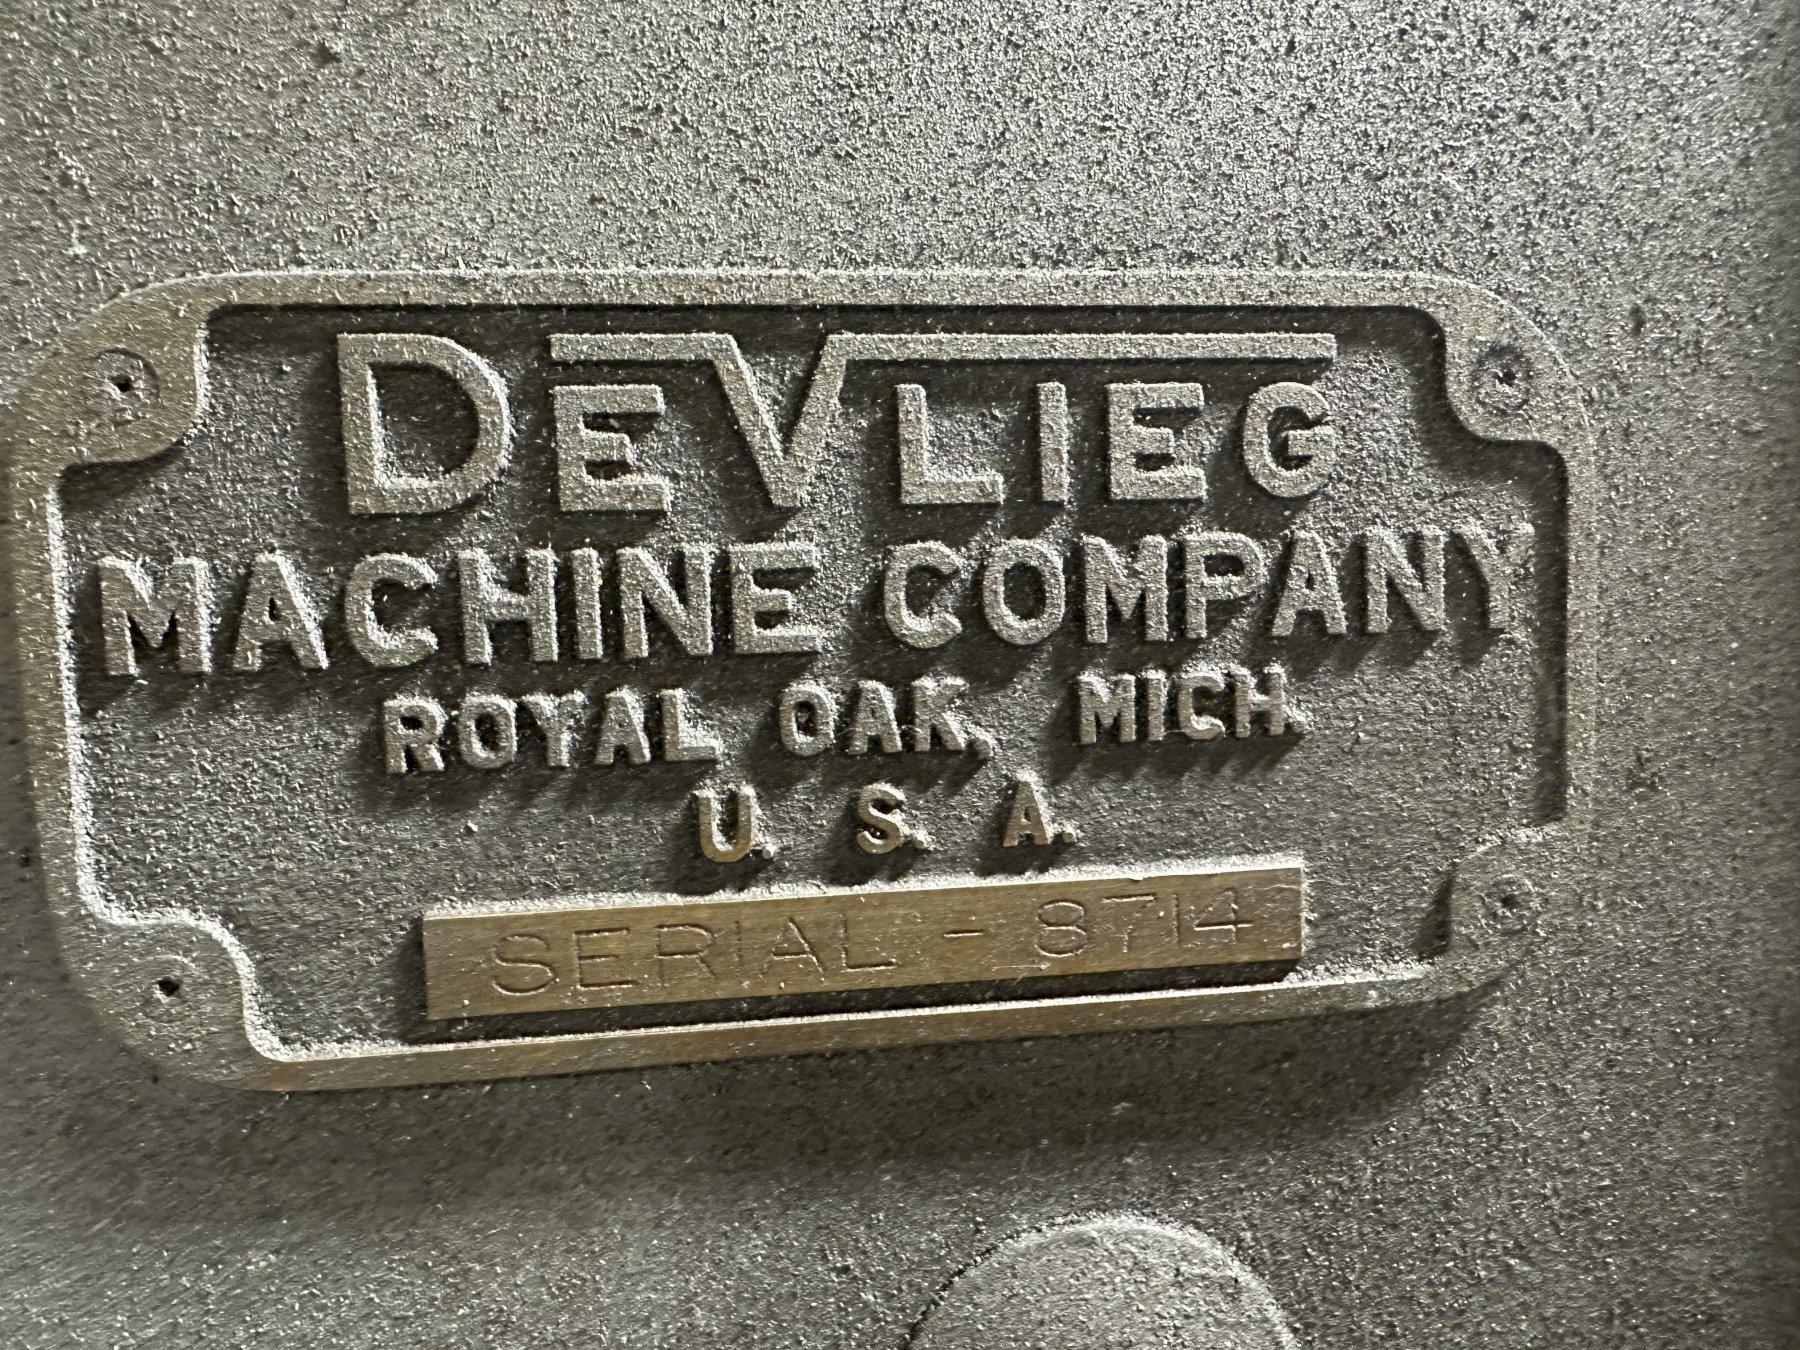 DEVLIEG
MACHINE COMPANY
ROYAL OAK, MICH.
U. S. A.
SERIAL - 8714